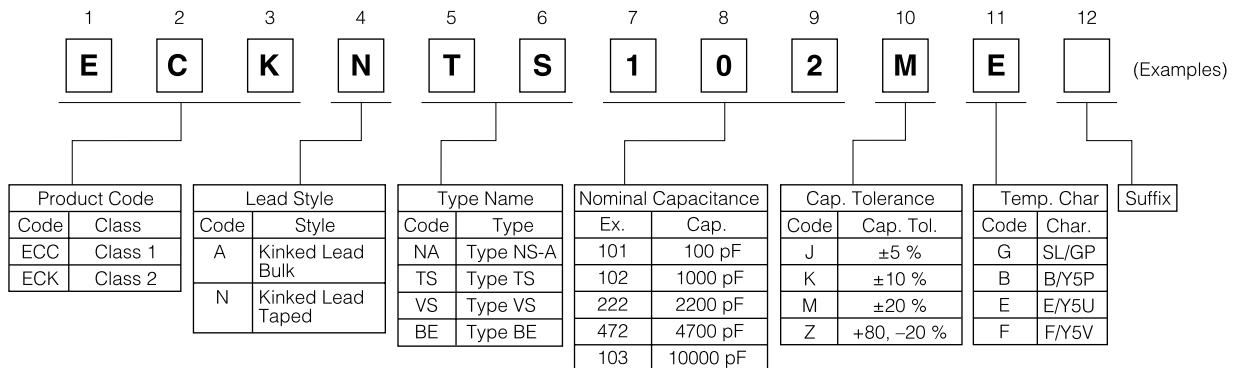 1 2 3 4 5 6 7 8 9 10 11 12
E C K N T S 1 0 2 M E (Examples)
Product Code
Code Class
ECC Class 1
ECK Class 2
Lead Style
Code Style
A Kinked Lead
Bulk
N Kinked Lead
Taped
Type Name
Code Type
NA Type NS-A
TS Type TS
VS Type VS
BE Type BE
Nominal Capacitance
Ex. Cap.
101 100 pF
102 1000 pF
222 2200 pF
472 4700 pF
103 10000 pF
Cap. Tolerance
Code Cap. Tol.
J ±5 %
K ±10 %
M ±20 %
Z +80, –20 %
Temp. Char
Code Char.
G SL/GP
B B/Y5P
E E/Y5U
F F/Y5V
Suffix